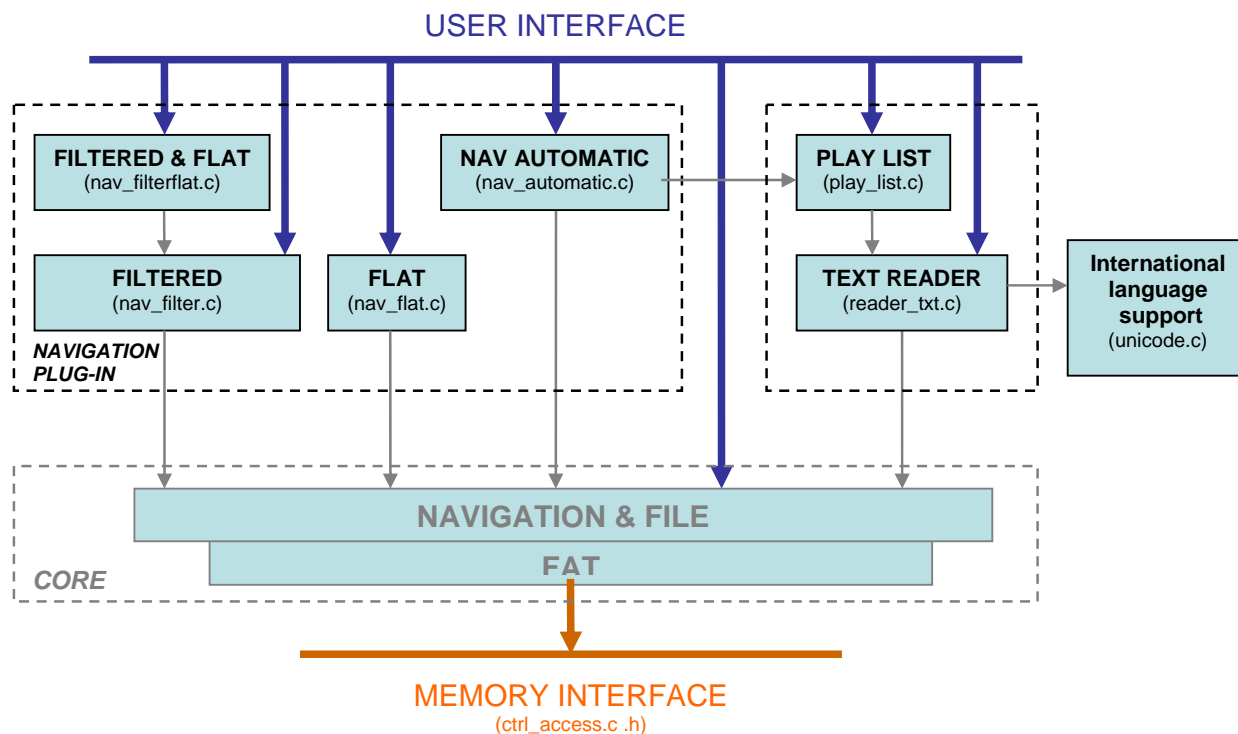 USER INTERFACE
FILTERED & FLAT
(nav_filterflat.c)
NAV AUTOMATIC
(nav_automatic.c)
PLAY LIST
(play_list.c)
FILTERED
(nav_filter.c)
FLAT
(nav_flat.c)
TEXT READER
(reader_txt.c)
International
language
support
(unicode.c)
NAVIGATION
PLUG-IN
NAVIGATION & FILE
FAT
CORE
MEMORY INTERFACE
(ctrl_access.c .h)